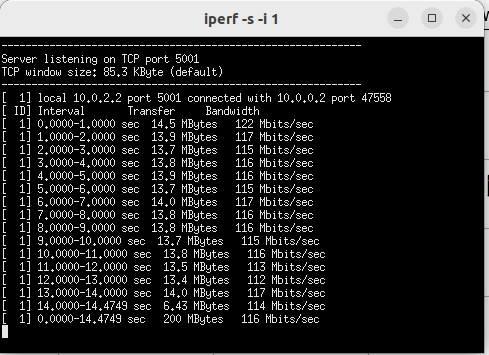 iperf -s -i 1
------------------------------------------------------------
Server listening on TCP port 5001
TCP window size: 85.3 KByte (default)
------------------------------------------------------------
[  1] local 10.0.2.2 port 5001 connected with 10.0.0.2 port 47558
[ ID] Interval       Transfer     Bandwidth
[  1] 0.0000-1.0000 sec  14.5 MBytes   122 Mbits/sec
[  1] 1.0000-2.0000 sec  13.9 MBytes   117 Mbits/sec
[  1] 2.0000-3.0000 sec  13.7 MBytes   115 Mbits/sec
[  1] 3.0000-4.0000 sec  13.8 MBytes   116 Mbits/sec
[  1] 4.0000-5.0000 sec  13.9 MBytes   116 Mbits/sec
[  1] 5.0000-6.0000 sec  13.7 MBytes   115 Mbits/sec
[  1] 6.0000-7.0000 sec  14.0 MBytes   117 Mbits/sec
[  1] 7.0000-8.0000 sec  13.8 MBytes   116 Mbits/sec
[  1] 8.0000-9.0000 sec  13.8 MBytes   116 Mbits/sec
[  1] 9.0000-10.0000 sec  13.7 MBytes   115 Mbits/sec
[  1] 10.0000-11.0000 sec  13.8 MBytes   116 Mbits/sec
[  1] 11.0000-12.0000 sec  13.5 MBytes   113 Mbits/sec
[  1] 12.0000-13.0000 sec  13.4 MBytes   112 Mbits/sec
[  1] 13.0000-14.0000 sec  14.0 MBytes   117 Mbits/sec
[  1] 14.0000-14.4749 sec  6.43 MBytes   114 Mbits/sec
[  1] 0.0000-14.4749 sec   200 MBytes   116 Mbits/sec